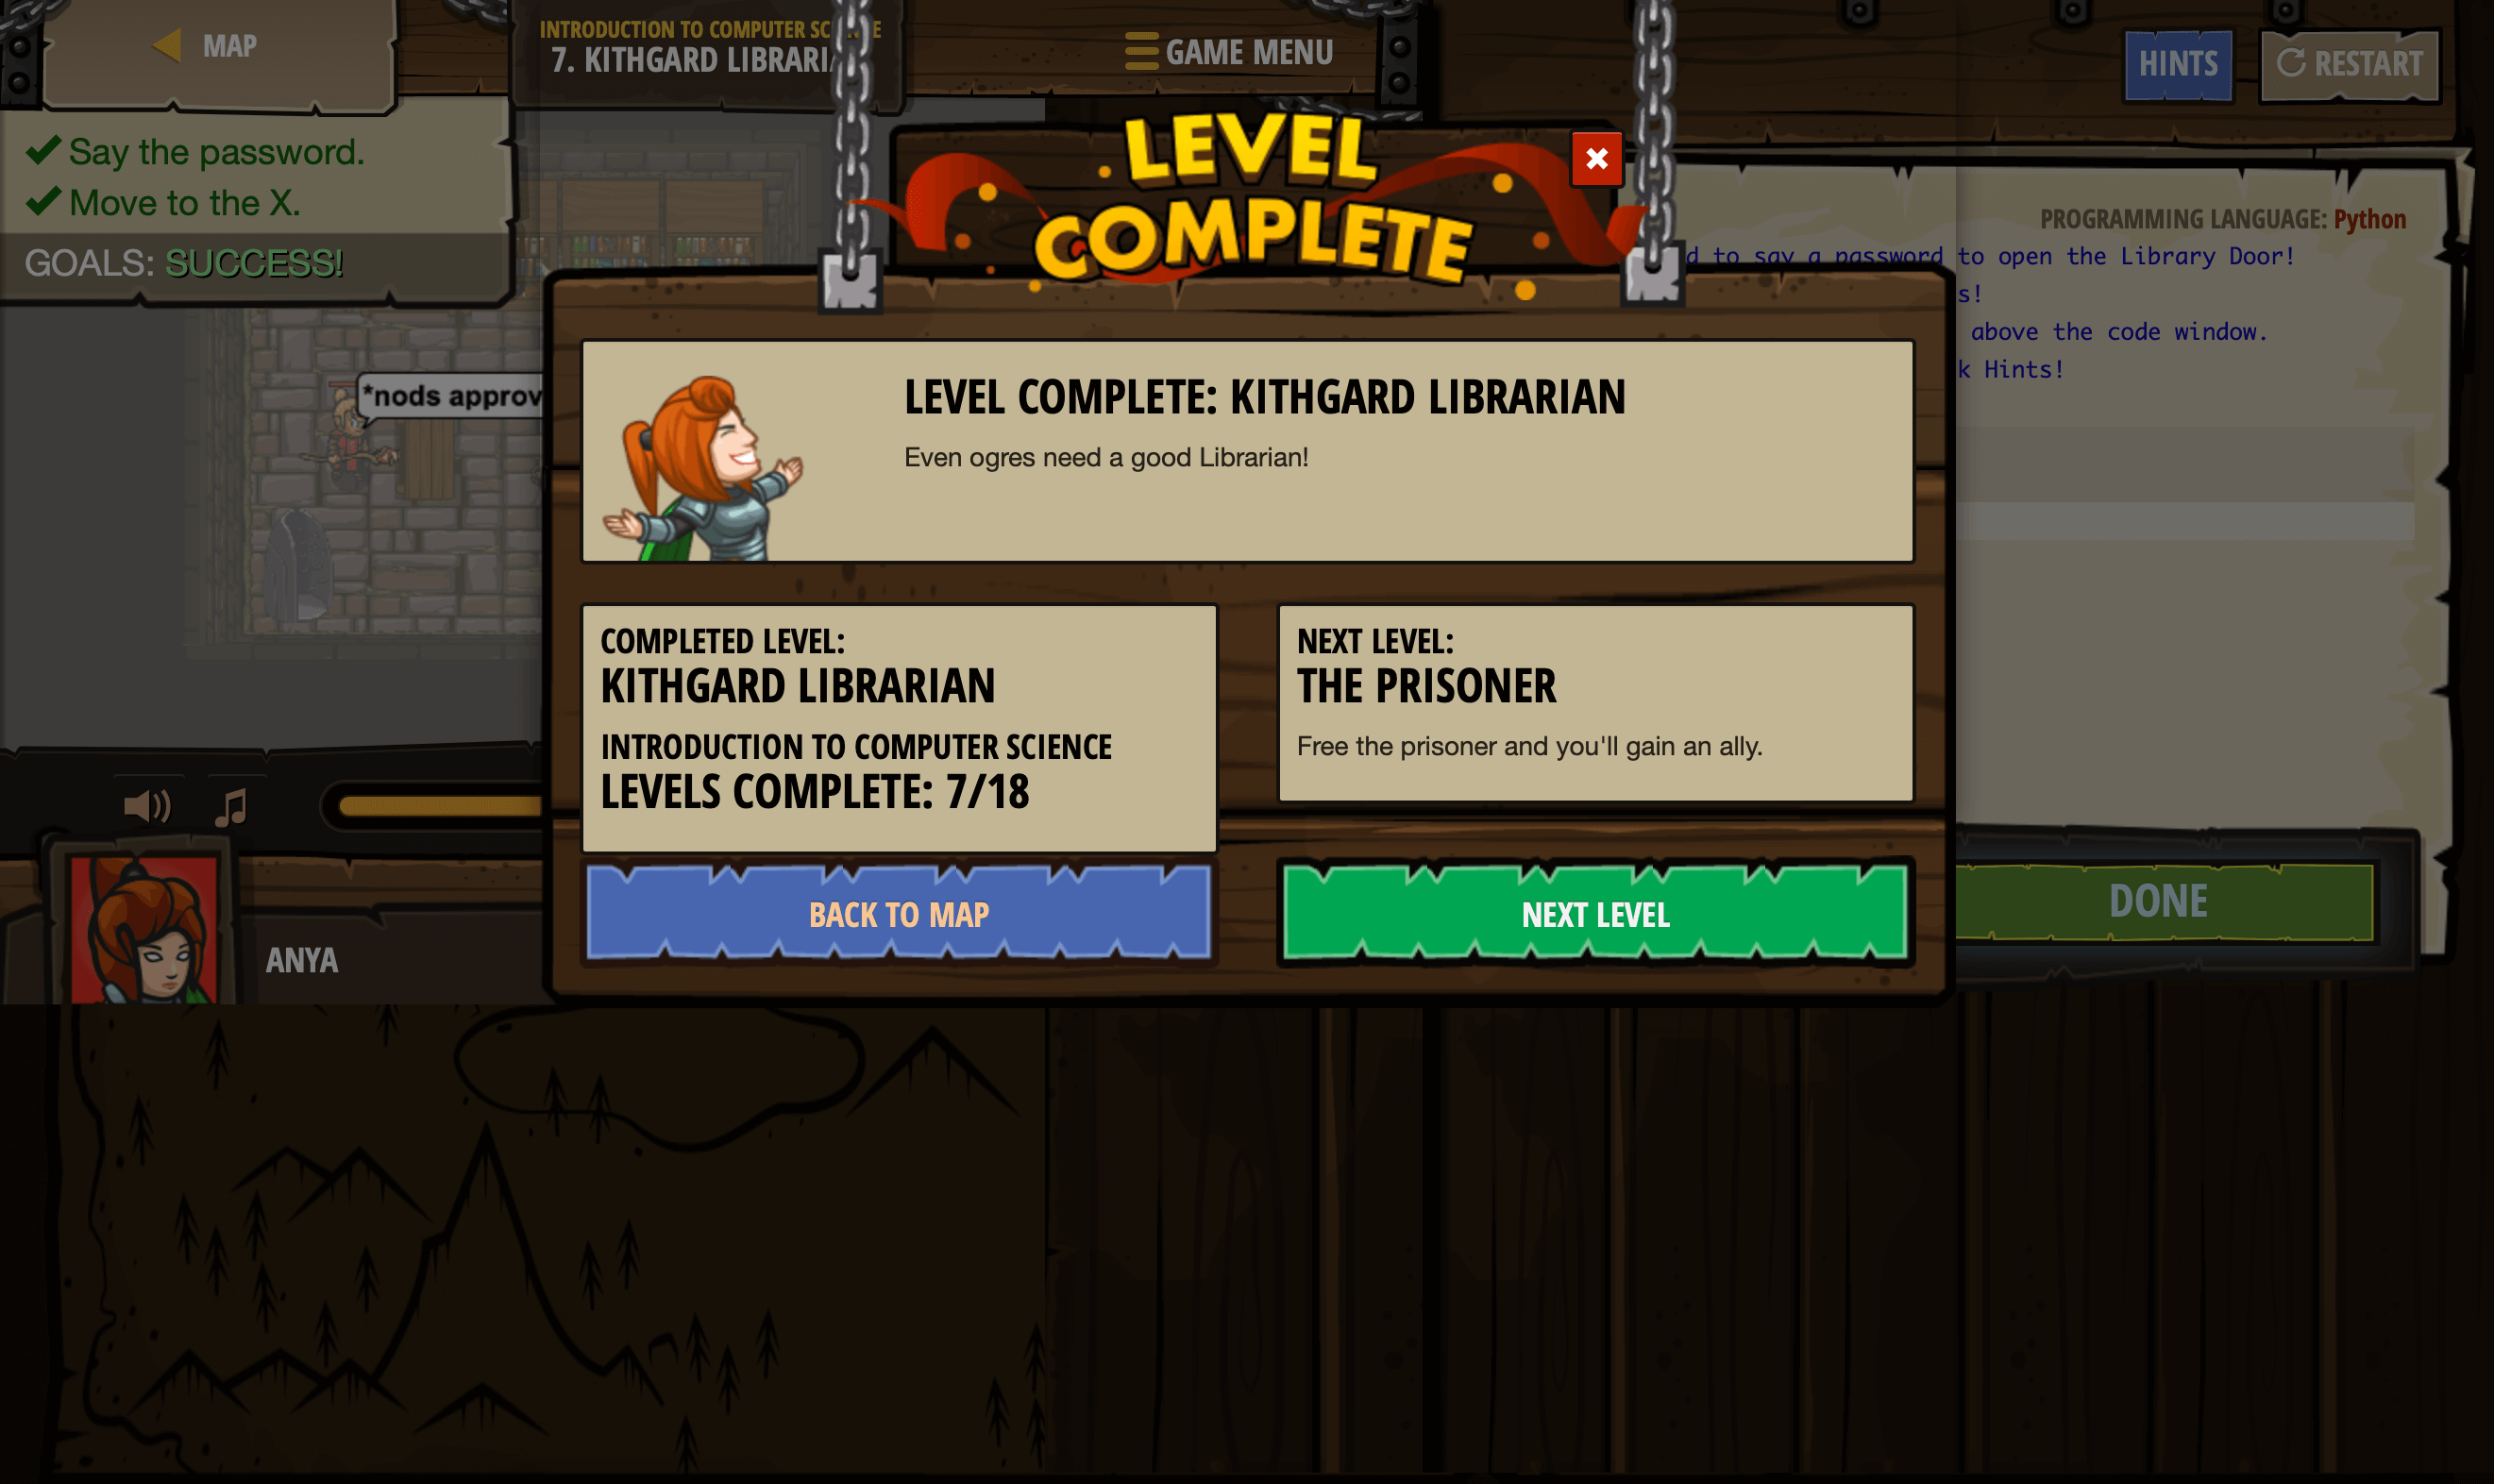 MAP
INTRODUCTION TO COMPUTER
7. KITHGARD
GAME MENU
HINTS
RESTART
Say the password.
Move to the X.
GOALS: SUCCESS!
LEVEL
COMPLETE
PROGRAMMING LANGUAGE: Python
to say a password to open the Library Door!
above the code window.
Hints!
*nods
LEVEL COMPLETE: KITHGARD LIBRARIAN
Even ogres need a good Librarian!
COMPLETED LEVEL:
KITHGARD LIBRARIAN
INTRODUCTION TO COMPUTER SCIENCE
LEVELS COMPLETE: 7/18
NEXT LEVEL:
THE PRISONER
Free the prisoner and you'll gain an ally.
BACK TO MAP
NEXT LEVEL
DONE
ANYA